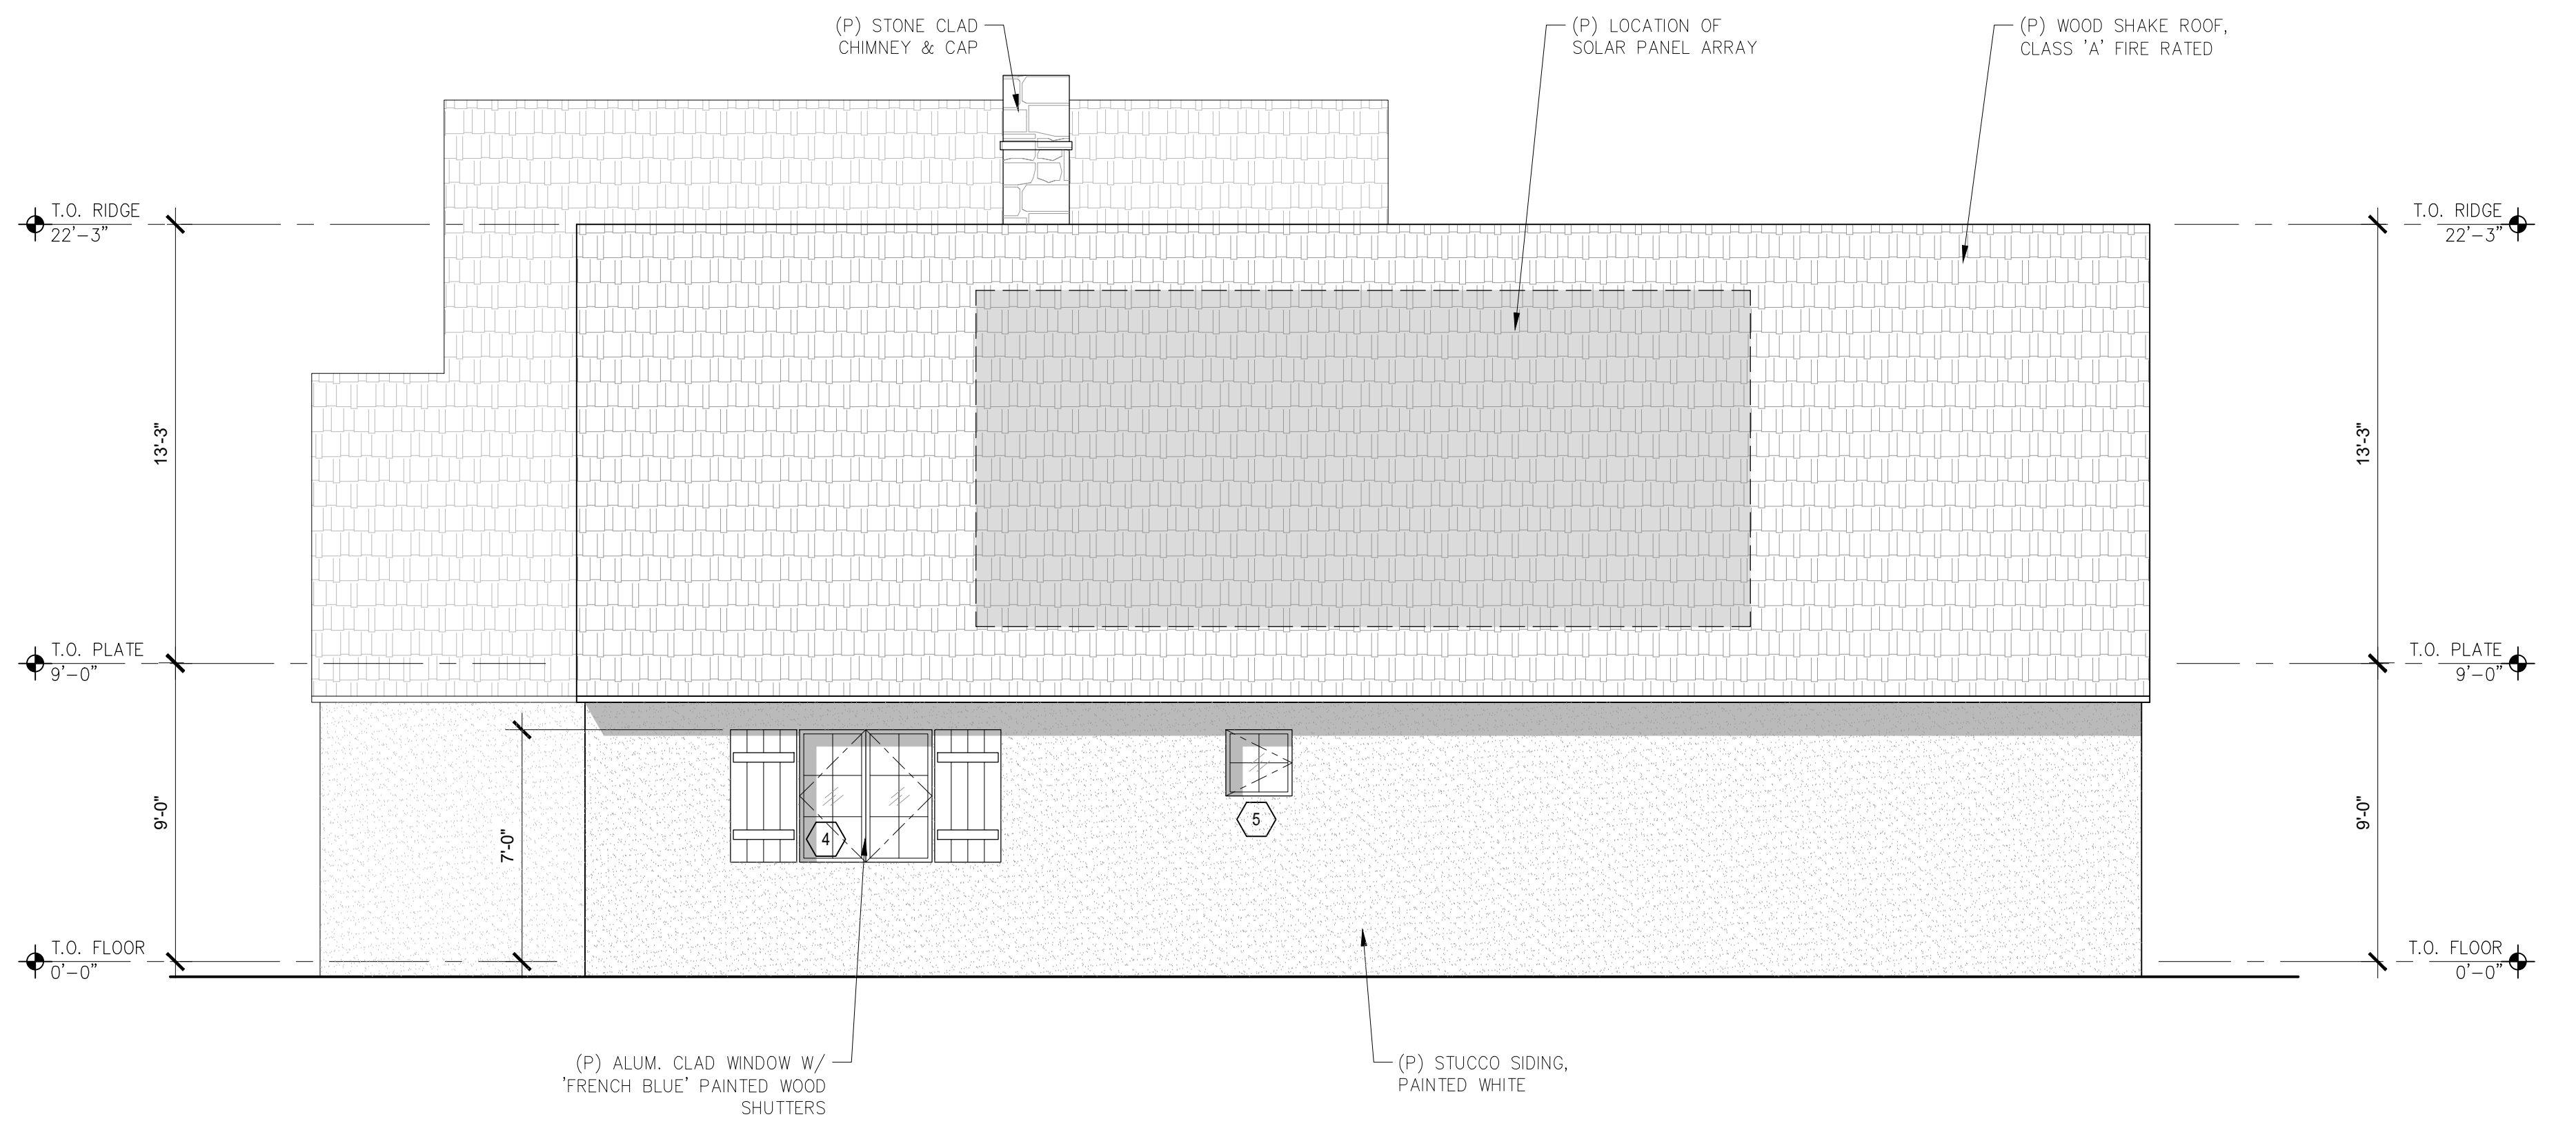 (P) STONE CLAD
CHIMNEY & CAP
(P) LOCATION OF
SOLAR PANEL ARRAY
(P) WOOD SHAKE ROOF,
CLASS 'A' FIRE RATED
T.O. RIDGE
22'-3"
T.O. RIDGE
22'-3"
13'-3"
13'-3"
T.O. PLATE
9'-0"
T.O. PLATE
9'-0"
9'-0"
7'-0"
4
5
9'-0"
T.O. FLOOR
0'-0"
T.O. FLOOR
0'-0"
(P) ALUM. CLAD WINDOW W/
'FRENCH BLUE' PAINTED WOOD
SHUTTERS
(P) STUCCO SIDING,
PAINTED WHITE